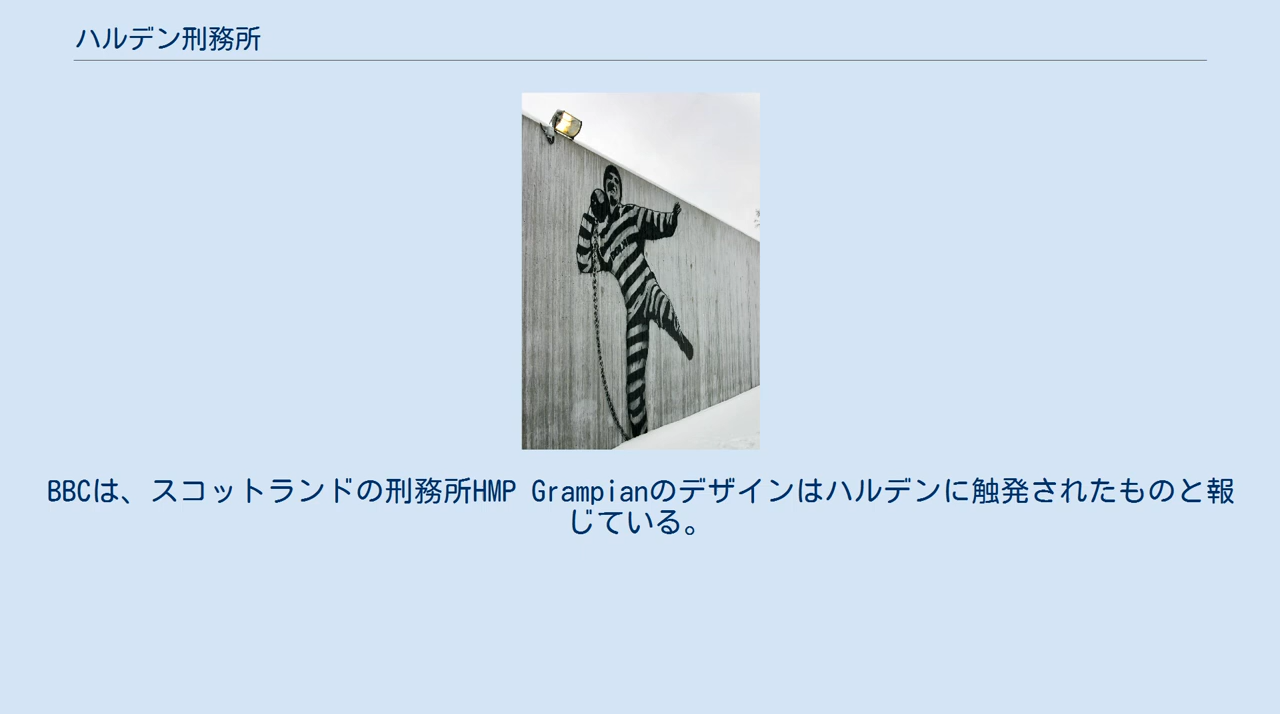 ハルデン刑務所
BBCは、スコットランドの刑務所HMP Grampianのデザインはハルデンに触発されたものと報
じている。